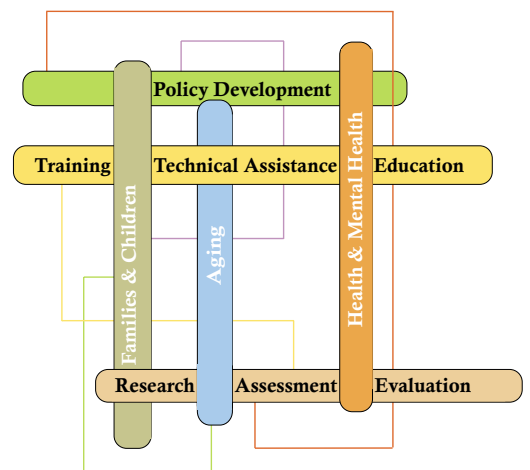 Policy Development
Training Technical Assistance Education
Families & Children
Aging
Health & Mental Health
Research Assessment Evaluation